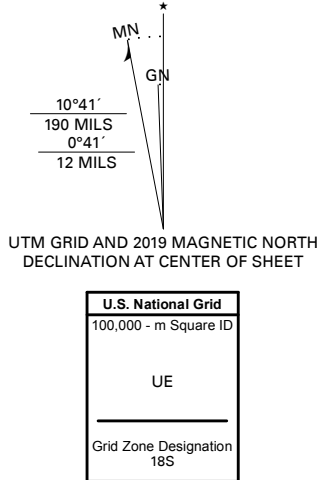 ★
MN
GN
10°41´
190 MILS
0°41´
12 MILS
UTM GRID AND 2019 MAGNETIC NORTH
DECLINATION AT CENTER OF SHEET
U.S. National Grid
100,000 - m Square ID
UE
Grid Zone Designation
18S